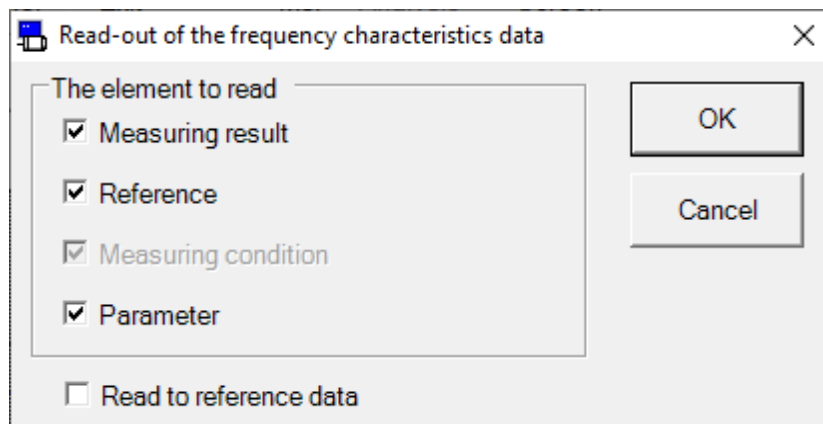 Read-out of the frequency characteristics data
The element to read
Measuring result
Reference
Measuring condition
Parameter
Read to reference data
OK
Cancel